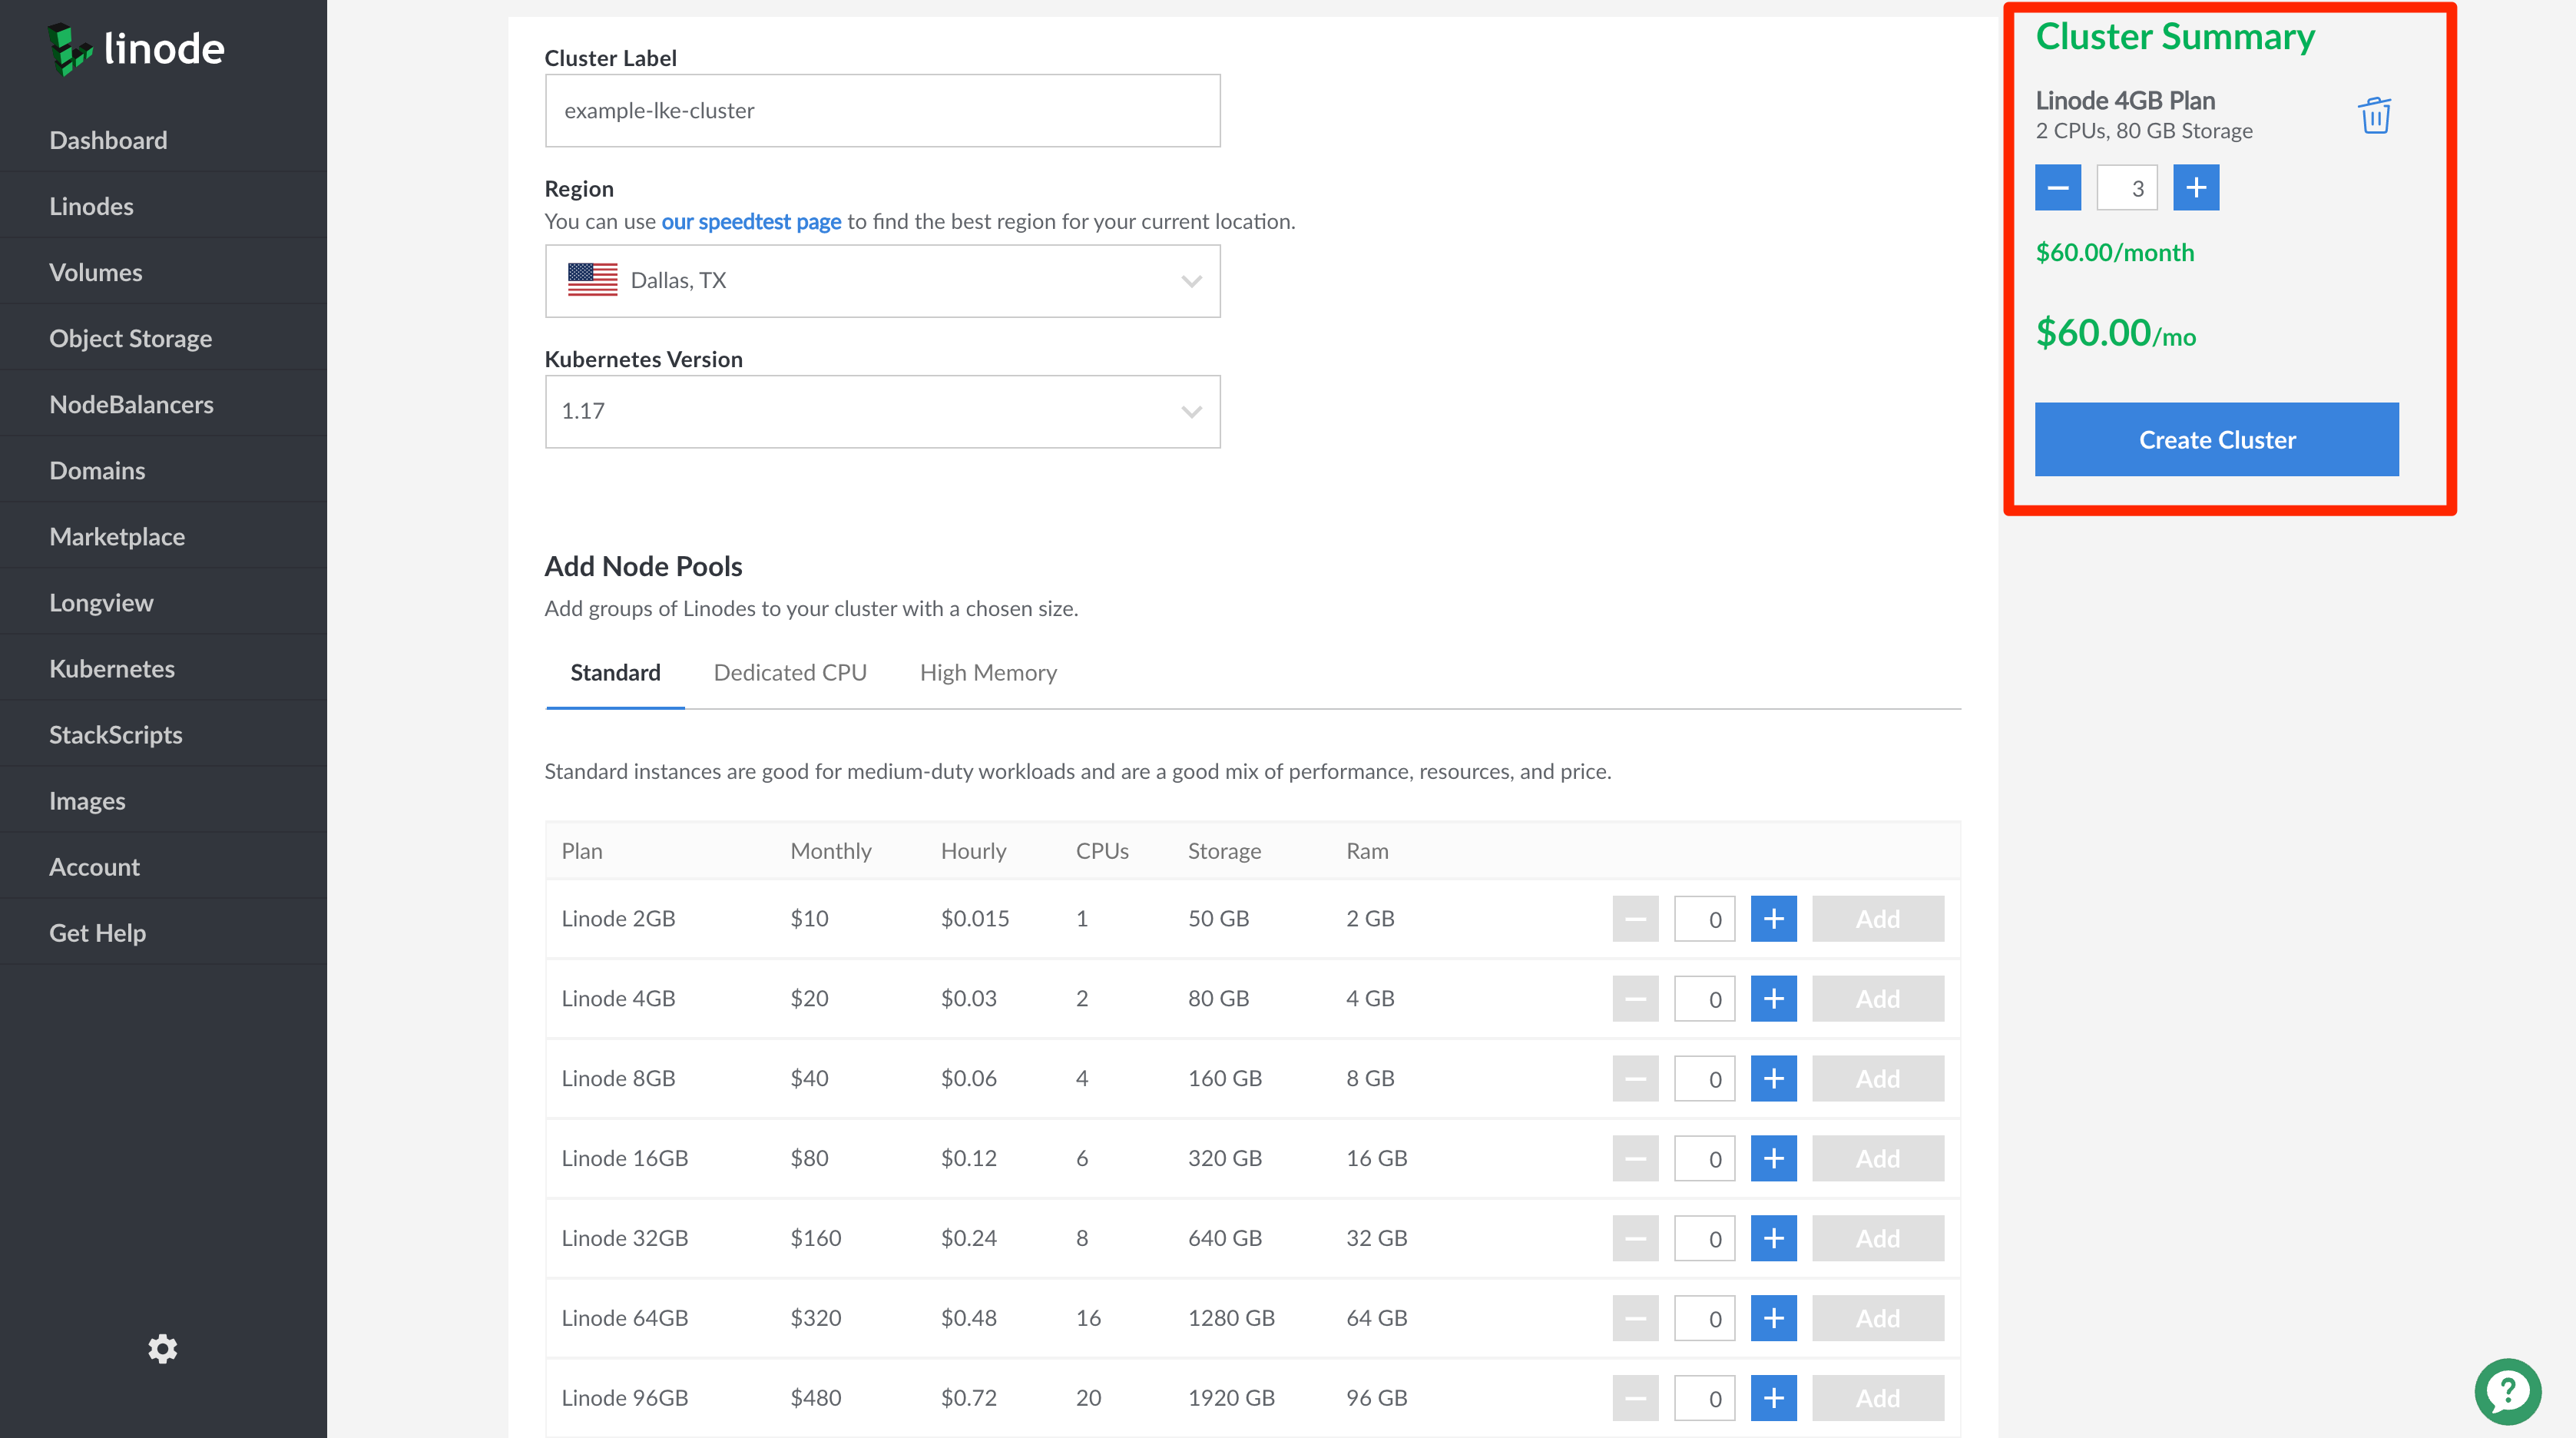 linode
Dashboard
Linodes
Volumes
Object Storage
NodeBalancers
Domains
Marketplace
Longview
Kubernetes
StackScripts
Images
Account
Get Help
Cluster Label
example-lke-cluster
Region
You can use our speedtest page to find the best region for your current location.
Dallas, TX
Kubernetes Version
1.17
Add Node Pools
Add groups of Linodes to your cluster with a chosen size.
Standard Dedicated CPU High Memory
Standard instances are good for medium-duty workloads and are a good mix of performance, resources, and price.
Plan Monthly Hourly CPUs Storage Ram
Linode 2GB $10 $0.015 1 50 GB 2 GB 0 Add
Linode 4GB $20 $0.03 2 80 GB 4 GB 0 Add
Linode 8GB $40 $0.06 4 160 GB 8 GB 0 Add
Linode 16GB $80 $0.12 6 320 GB 16 GB 0 Add
Linode 32GB $160 $0.24 8 640 GB 32 GB 0 Add
Linode 64GB $320 $0.48 16 1280 GB 64 GB 0 Add
Linode 96GB $480 $0.72 20 1920 GB 96 GB 0 Add
Cluster Summary
Linode 4GB Plan
2 CPUs, 80 GB Storage
3
$60.00/month
$60.00/mo
Create Cluster